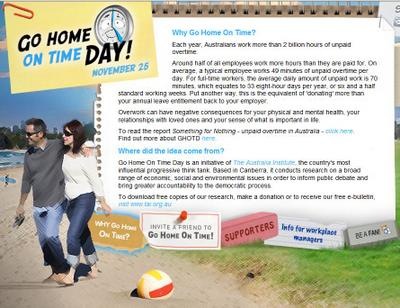 GO HOME
ON TIME DAY!
NOVEMBER 25
Why Go Home On Time?
Each year, Australians work more than 2 billion hours of unpaid
overtime.
Around half of all employees work more hours than they are paid for. On
average, a typical employee works 49 minutes of unpaid overtime per
day. For full-time workers, the average daily amount of unpaid work is 70
minutes, which equates to 33 eight-hour days per year, or six and a half
standard working weeks. Put another way, this is the equivalent of 'donating' more than
your annual leave entitlement back to your employer.
Overwork can have negative consequences for your physical and mental health, your
relationships with loved ones and your sense of what is important in life.
To read the report Something for Nothing - unpaid overtime in Australia - click here.
Find out more about GHOTD here.
Where did the idea come from?
Go Home On Time Day is an initiative of The Australia Institute, the country's most
influential progressive think tank. Based in Canberra, it conducts research on a broad
range of economic, social and environmental issues in order to inform public debate and
bring greater accountability to the democratic process.
To download free copies of our research, make a donation or to receive our free e-bulletin,
visit www.tai.org.au
WHY GO HOME
ON TIME?
INVITE A FRIEND TO
GO HOME ON TIME!
SUPPORTERS
Info for workplace
managers
BE A FAN!